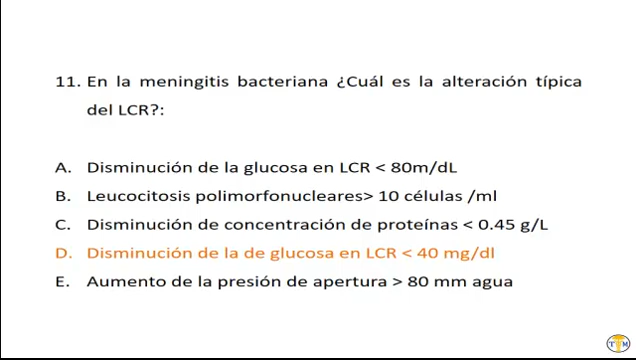 11. En la meningitis bacteriana ¿Cuál es la alteración típica
del LCR?:
A. Disminución de la glucosa en LCR < 80m/dL
B. Leucocitosis polimorfonucleares> 10 células /ml
C. Disminución de concentración de proteínas < 0.45 g/L
D. Disminución de la de glucosa en LCR < 40 mg/dl
E. Aumento de la presión de apertura > 80 mm agua
T M